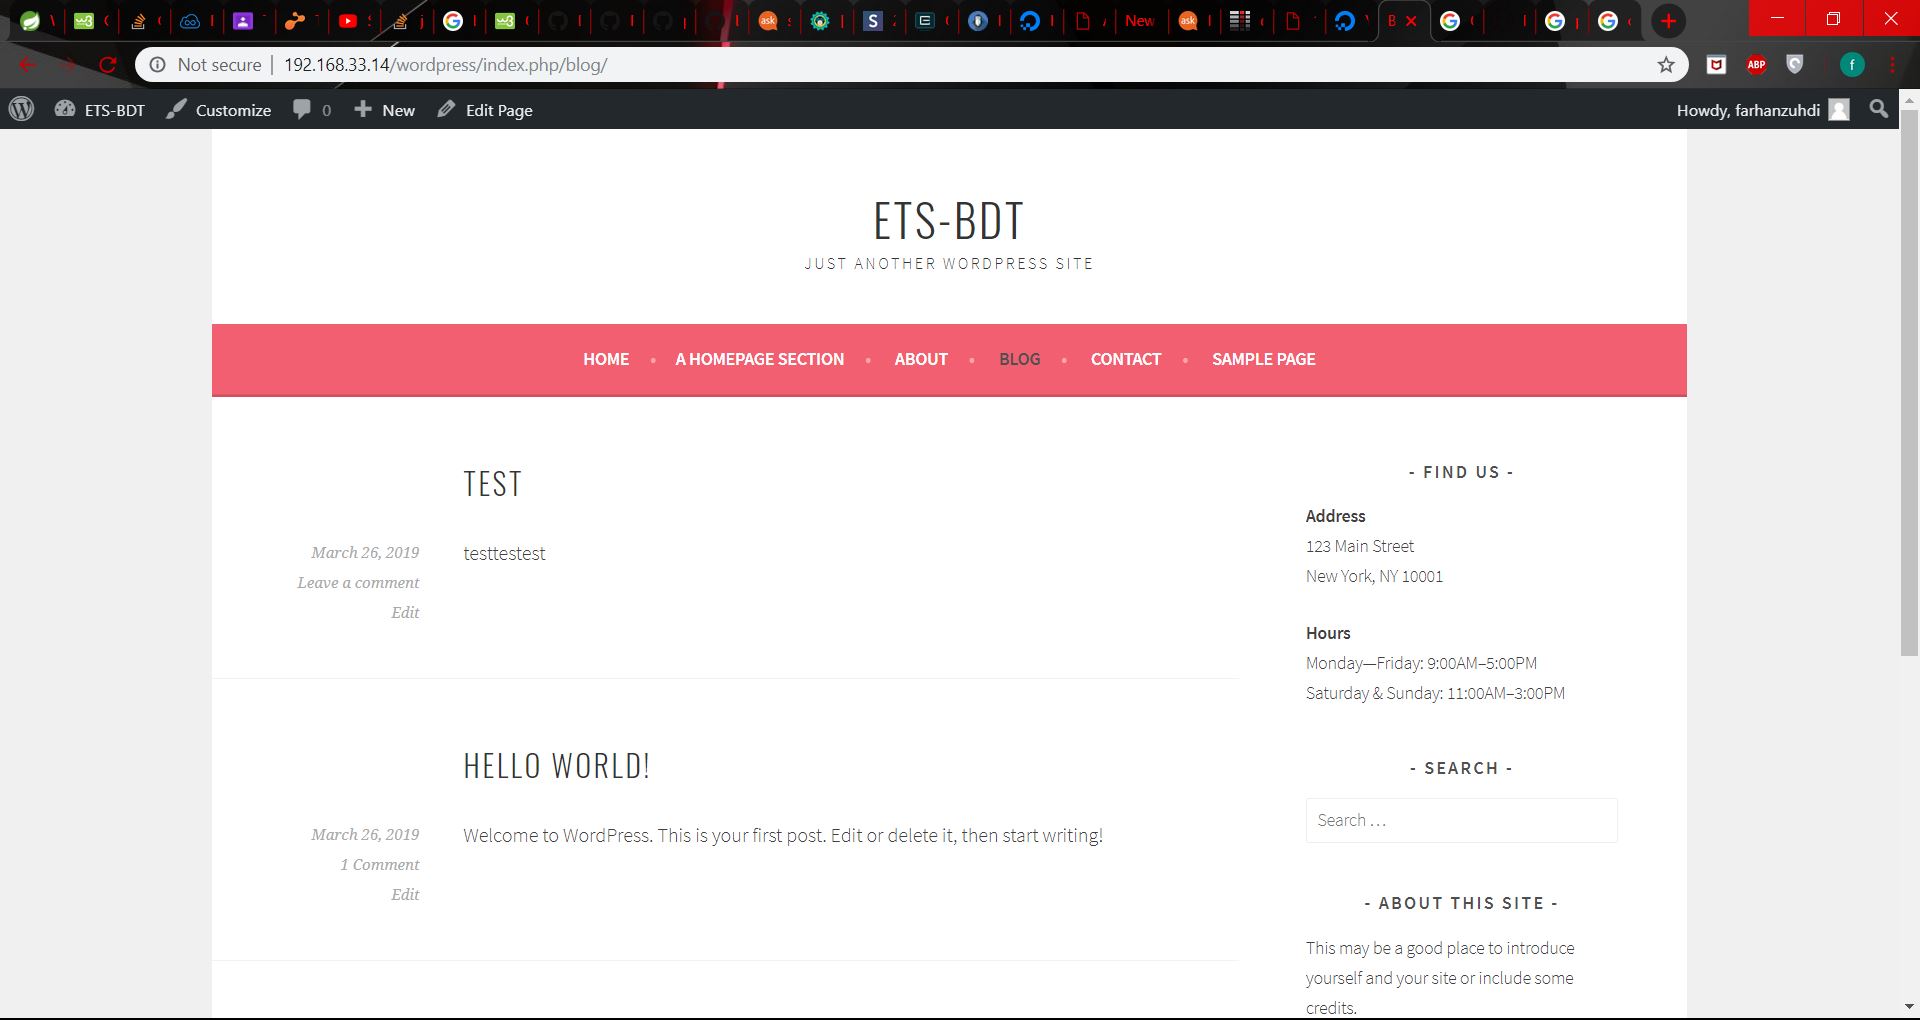 New
B
Not secure
192.168.33.14/wordpress/index.php/blog/
ABP
f
ETS-BDT
Customize
0
New
Edit Page
Howdy, farhanzuhdi
ETS-BDT
JUST ANOTHER WORDPRESS SITE
HOME
A HOMEPAGE SECTION
ABOUT
BLOG
CONTACT
SAMPLE PAGE
TEST
March 26, 2019
Leave a comment
Edit
testtestest
HELLO WORLD!
March 26, 2019
1 Comment
Edit
Welcome to WordPress. This is your first post. Edit or delete it, then start writing!
- FIND US -
Address
123 Main Street
New York, NY 10001
Hours
Monday—Friday: 9:00AM–5:00PM
Saturday & Sunday: 11:00AM–3:00PM
- SEARCH -
Search …
- ABOUT THIS SITE -
This may be a good place to introduce
yourself and your site or include some
credits.